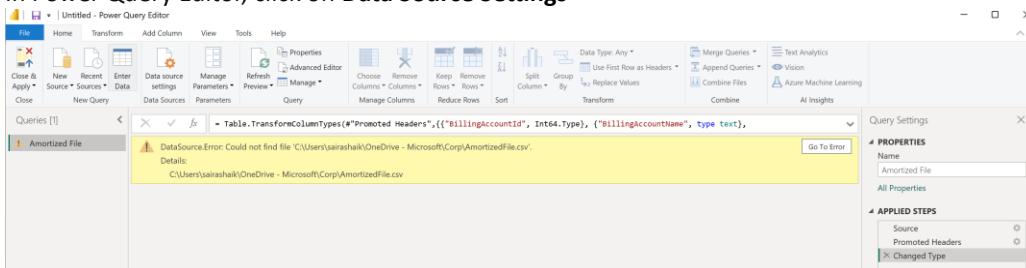 In Power Query Editor, click on Data Source Settings
Untitled - Power Query Editor
File Home Transform Add Column View Tools Help
Close & Apply
New Source
Recent Sources
Enter Data
Data source settings
Manage Parameters
Refresh Preview
Properties
Advanced Editor
Manage
Choose Columns
Remove Columns
Keep Rows
Remove Rows
Split Column
Group By
Data Type: Any
Use First Row as Headers
Replace Values
Merge Queries
Append Queries
Combine Files
Text Analytics
Vision
Azure Machine Learning
Close New Query Data Sources Parameters Query Manage Columns Reduce Rows Sort Transform Combine AI Insights
Queries [1]
fx = Table.TransformColumnTypes(#"Promoted Headers",{{"BillingAccountId", Int64.Type}, {"BillingAccountName", type text},
Query Settings
Amortized File
DataSource.Error: Could not find file 'C:\Users\sairashaik\OneDrive - Microsoft\Corp\AmortizedFile.csv'.
Go To Error
Details:
C:\Users\sairashaik\OneDrive - Microsoft\Corp\AmortizedFile.csv
PROPERTIES
Name
Amortized File
All Properties
APPLIED STEPS
Source
Promoted Headers
Changed Type